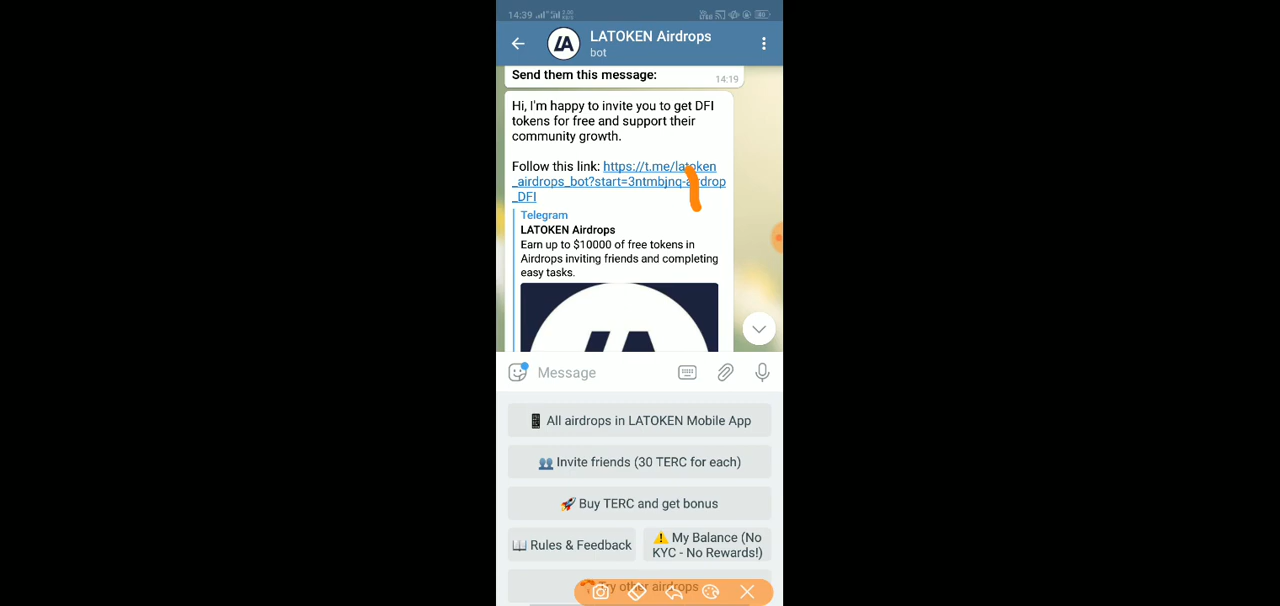 14:39
LATOKEN Airdrops
bot
Send them this message:
14:19
Hi, I'm happy to invite you to get DFI
tokens for free and support their
community growth.
Follow this link: https://t.me/latoken
_airdrops_bot?start=3ntmbjnq-airdrop
_DFI
Telegram
LATOKEN Airdrops
Earn up to $10000 of free tokens in
Airdrops inviting friends and completing
easy tasks.
Message
All airdrops in LATOKEN Mobile App
Invite friends (30 TERC for each)
Buy TERC and get bonus
Rules & Feedback
My Balance (No
KYC - No Rewards!)
Try other airdrops